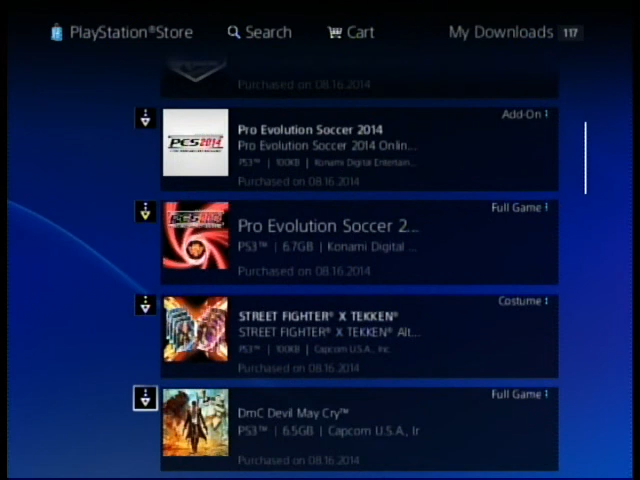 PlayStation®Store
Search
Cart
My Downloads 117
Purchased on 08.16.2014
Add-On
PES2014
Pro Evolution Soccer 2014
Pro Evolution Soccer 2014 Onlin...
PS3™ | 100KB | Konami Digital Entertain...
Purchased on 08.16.2014
Full Game
Pro Evolution Soccer 2...
PS3™ | 6.7GB | Konami Digital ...
Purchased on 08.16.2014
Costume
STREET FIGHTER® X TEKKEN®
STREET FIGHTER® X TEKKEN® Alt...
PS3™ | 100KB | Capcom U.S.A., Inc
Purchased on 08.16.2014
Full Game
DmC Devil May Cry™
PS3™ | 6.5GB | Capcom U.S.A., Ir
Purchased on 08.16.2014